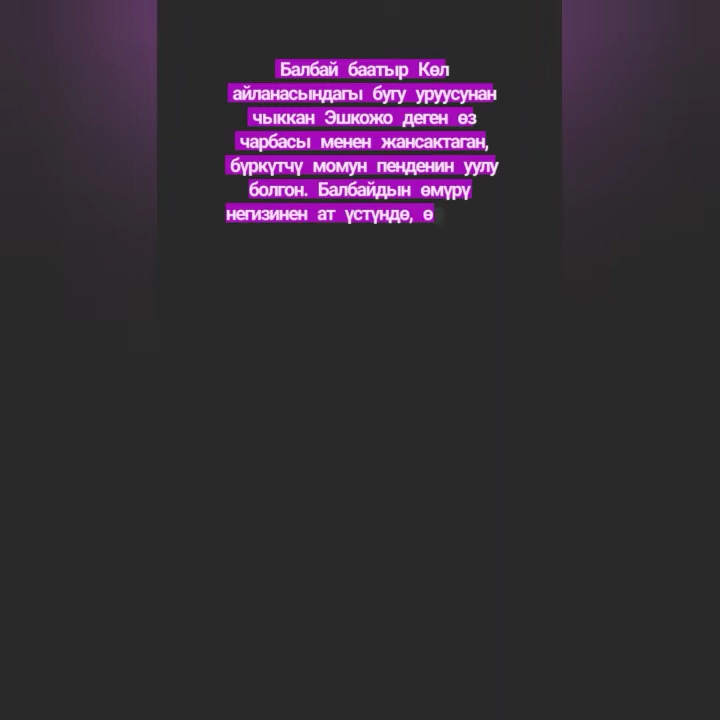 Балбай баатыр Көл
айланасындагы бугу уруусунан
чыккан Эшкожо деген өз
чарбасы менен жансактаган,
бүркүтчү момун пенденин уулу
болгон. Балбайдын өмүрү
негизинен ат үстүндө, ө